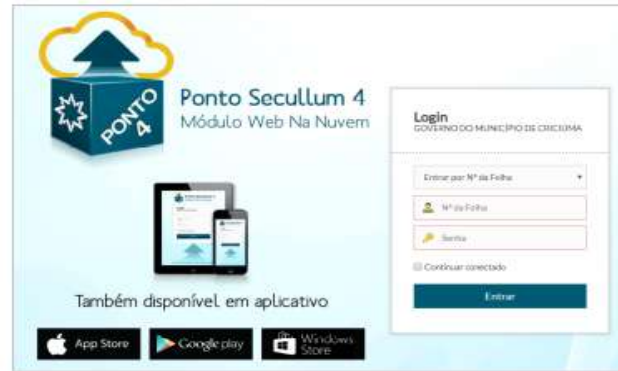 PONTO
4
Ponto Secullum 4
Módulo Web Na Nuvem
Também disponível em aplicativo
App Store
Google play
Windows
Store
Login
GOVERNO DO MUNICÍPIO DE CRICIUMA
Entrar por Nº da Folha
Nº da Folha
Senha
Continuar conectado
Entrar